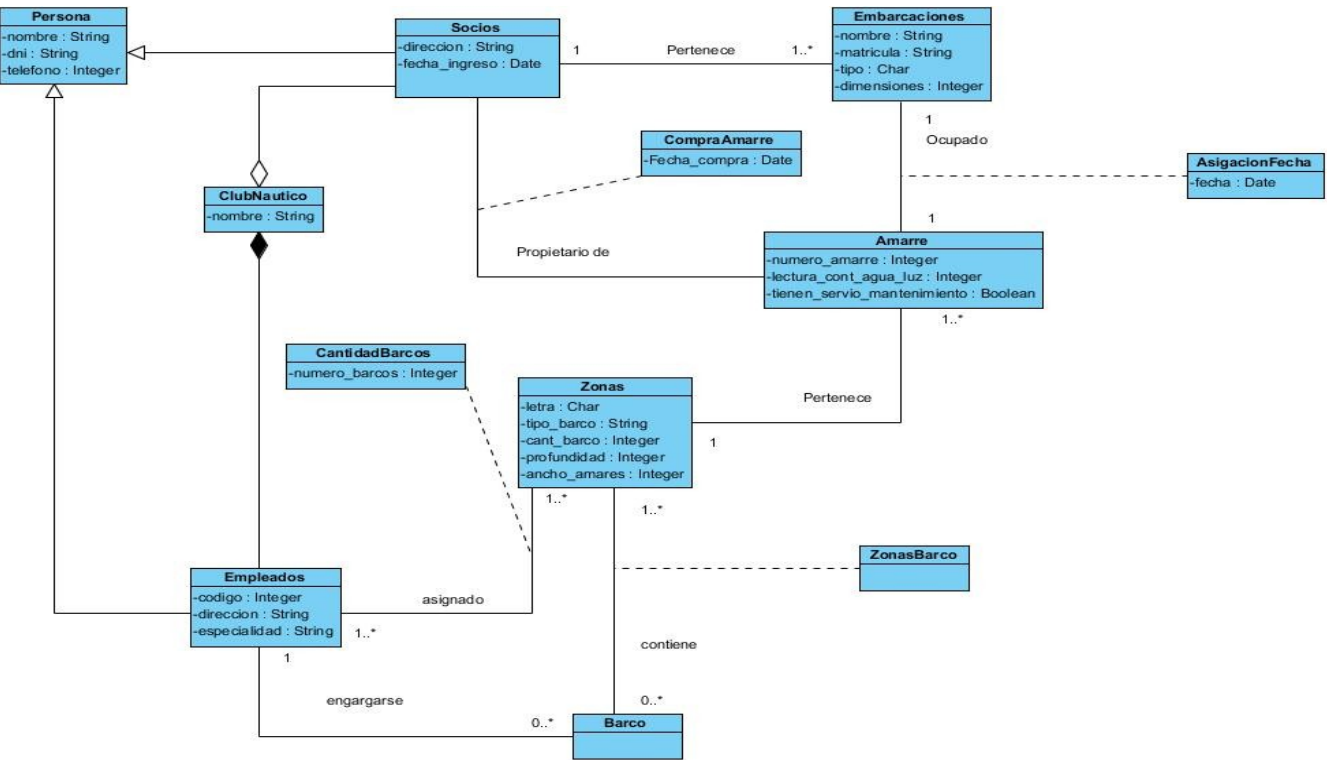 Persona
-nombre : String
-dni : String
-telefono : Integer
Socios
-direccion : String
-fecha_ingreso : Date
1
Pertenece
1..*
Embarcaciones
-nombre : String
-matricula : String
-tipo : Char
-dimensiones : Integer
1
Ocupado
CompraAmarre
-Fecha_compra : Date
AsigacionFecha
-fecha : Date
ClubNautico
-nombre : String
1
Propietario de
Amarre
-numero_amarre : Integer
-lectura_cont_agua_luz : Integer
-tienen_servio_mantenimiento : Boolean
1..*
CantidadBarcos
-numero_barcos : Integer
Zonas
-letra : Char
-tipo_barco : String
-cant_barco : Integer
-profundidad : Integer
-ancho_amares : Integer
Pertenece
1
1..*
1..*
ZonasBarco
Empleados
-codigo : Integer
-direccion : String
-especialidad : String
asignado
1..*
1
contiene
engargarse
0..*
0..*
Barco